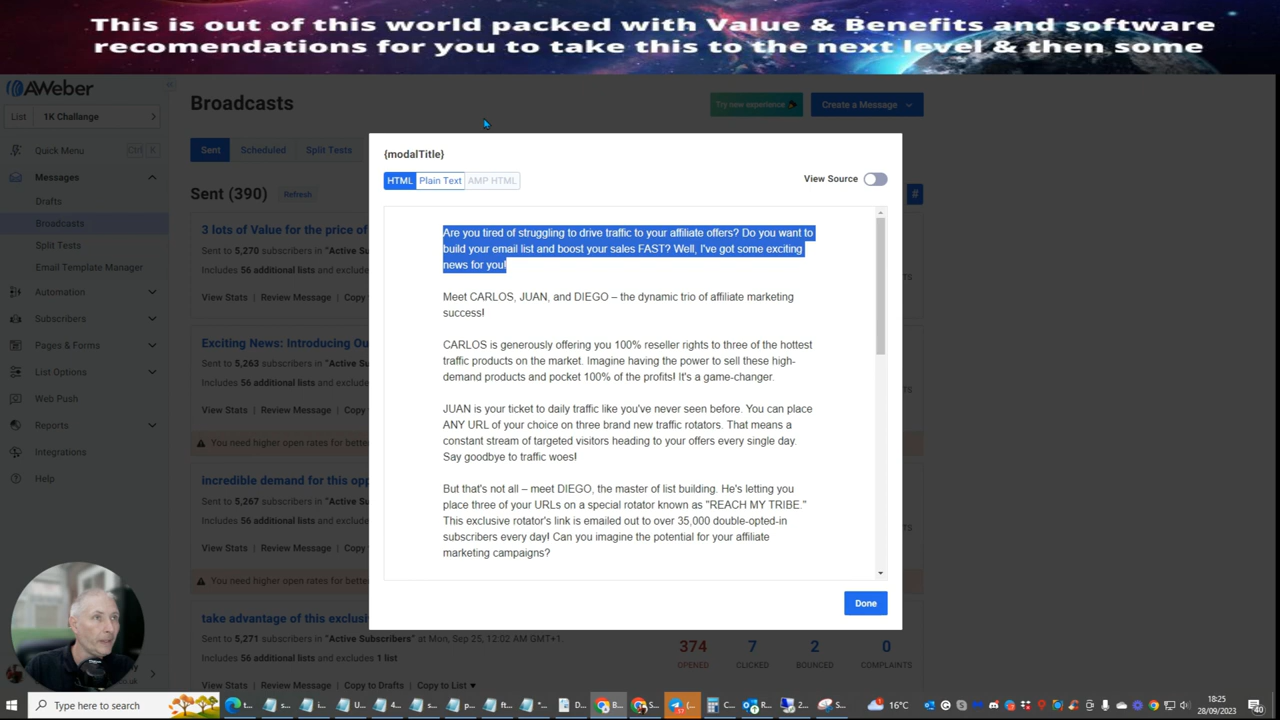 This is out of this world packed with Value & Benefits and software
recomendations for you to take this to the next level & then some
AWeber
List
1K Challange
Quick Menu
Ctrl
K
Messages
Drafts
Broadcasts
Split Tests
Email Template Manager
Automation
Subscribers
Pages & Forms
List Options
Web Push
Reports
Integrations
Help
Broadcasts
Try new experience
Create a Message
Sent
Scheduled
Split Tests
Sent (390)
Refresh
#
3 lots of Value for the price of
Sent to 5,270 subscribers in "Active Su
Includes 56 additional lists and exclud
View Stats | Review Message | Copy
Exciting News: Introducing Ou
Sent to 5,263 subscribers in "Active Su
Includes 56 additional lists and exclud
View Stats | Review Message | Copy
You need higher open rates for bette
incredible demand for this opp
Sent to 5,267 subscribers in "Active Su
Includes 56 additional lists and exclud
View Stats | Review Message | Copy t
You need higher open rates for bette
take advantage of this exclusi
Sent to 5,271 subscribers in "Active Subscribers" at Mon, Sep 25, 12:02 AM GMT+1.
Includes 56 additional lists and excludes 1 list
View Stats | Review Message | Copy to Drafts | Copy to List
374
OPENED
7
CLICKED
2
BOUNCED
0
COMPLAINTS
{modalTitle}
HTML
Plain Text
AMP HTML
View Source
Are you tired of struggling to drive traffic to your affiliate offers? Do you want to
build your email list and boost your sales FAST? Well, I've got some exciting
news for you!
Meet CARLOS, JUAN, and DIEGO – the dynamic trio of affiliate marketing
success!
CARLOS is generously offering you 100% reseller rights to three of the hottest
traffic products on the market. Imagine having the power to sell these high-
demand products and pocket 100% of the profits! It's a game-changer.
JUAN is your ticket to daily traffic like you've never seen before. You can place
ANY URL of your choice on three brand new traffic rotators. That means a
constant stream of targeted visitors heading to your offers every single day.
Say goodbye to traffic woes!
But that's not all – meet DIEGO, the master of list building. He's letting you
place three of your URLs on a special rotator known as "REACH MY TRIBE."
This exclusive rotator's link is emailed out to over 35,000 double-opted-in
subscribers every day! Can you imagine the potential for your affiliate
marketing campaigns?
Done
Type here to search
16°C
18:25
28/09/2023